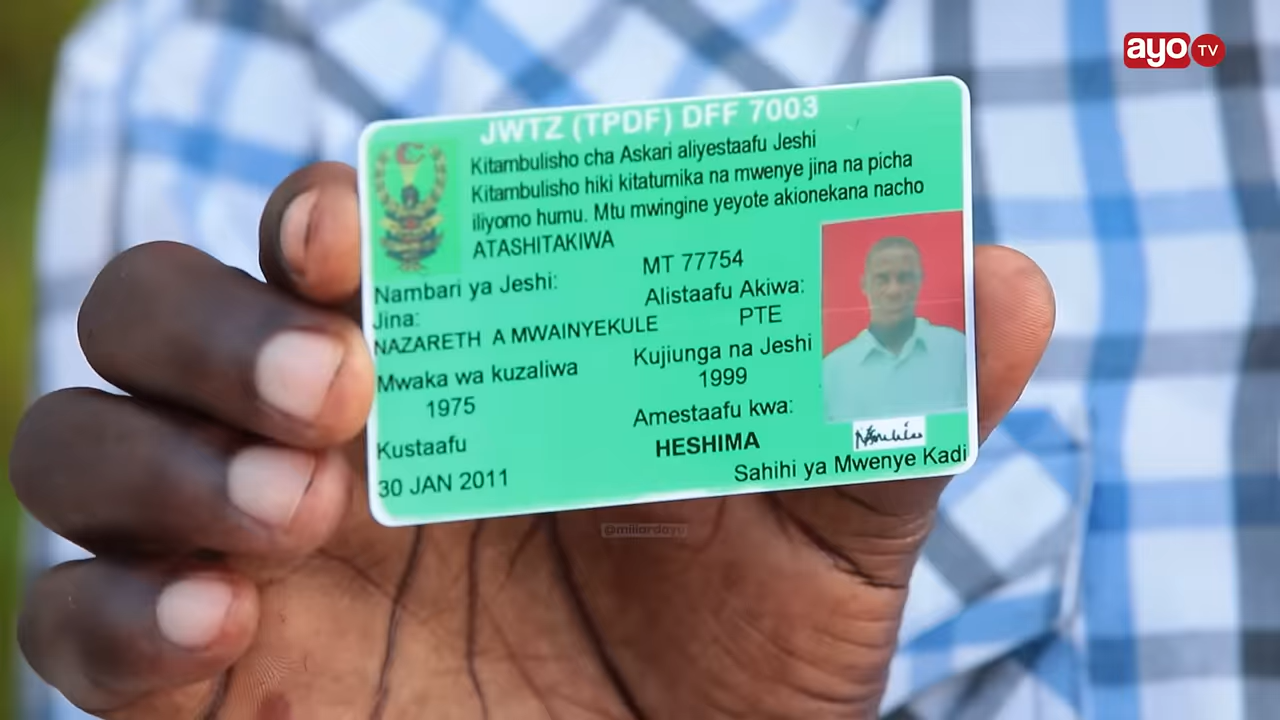 ayo TV
JWTZ (TPDF) DFF 7003
Kitambulisho cha Askari aliyestaafu Jeshi
Kitambulisho hiki kitatumika na mwenye jina na picha
iliyomo humu. Mtu mwingine yeyote akionekana nacho
ATASHITAKIWA
Nambari ya Jeshi:
MT 77754
Jina:
NAZARETH A MWAINYEKULE
Alistaafu Akiwa:
PTE
Mwaka wa kuzaliwa
1975
Kujiunga na Jeshi
1999
Kustaafu
30 JAN 2011
Amestaafu kwa:
HESHIMA
Sahihi ya Mwenye Kadi
@millardayo